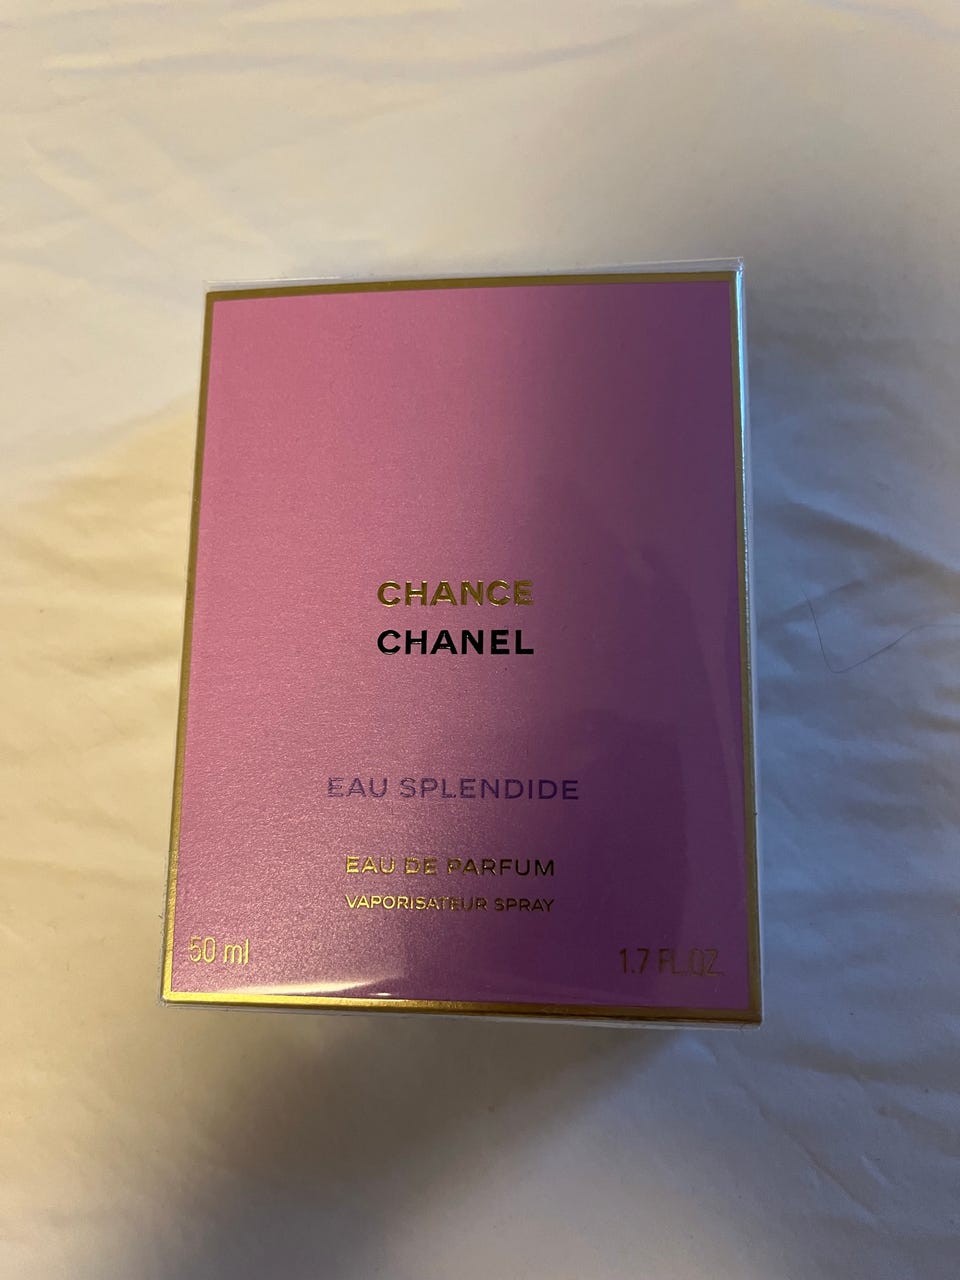 CHANCE
CHANEL
EAU SPLENDIDE
EAU DE PARFUM
VAPORISATEUR SPRAY
50 ml 1.7 FL.OZ.